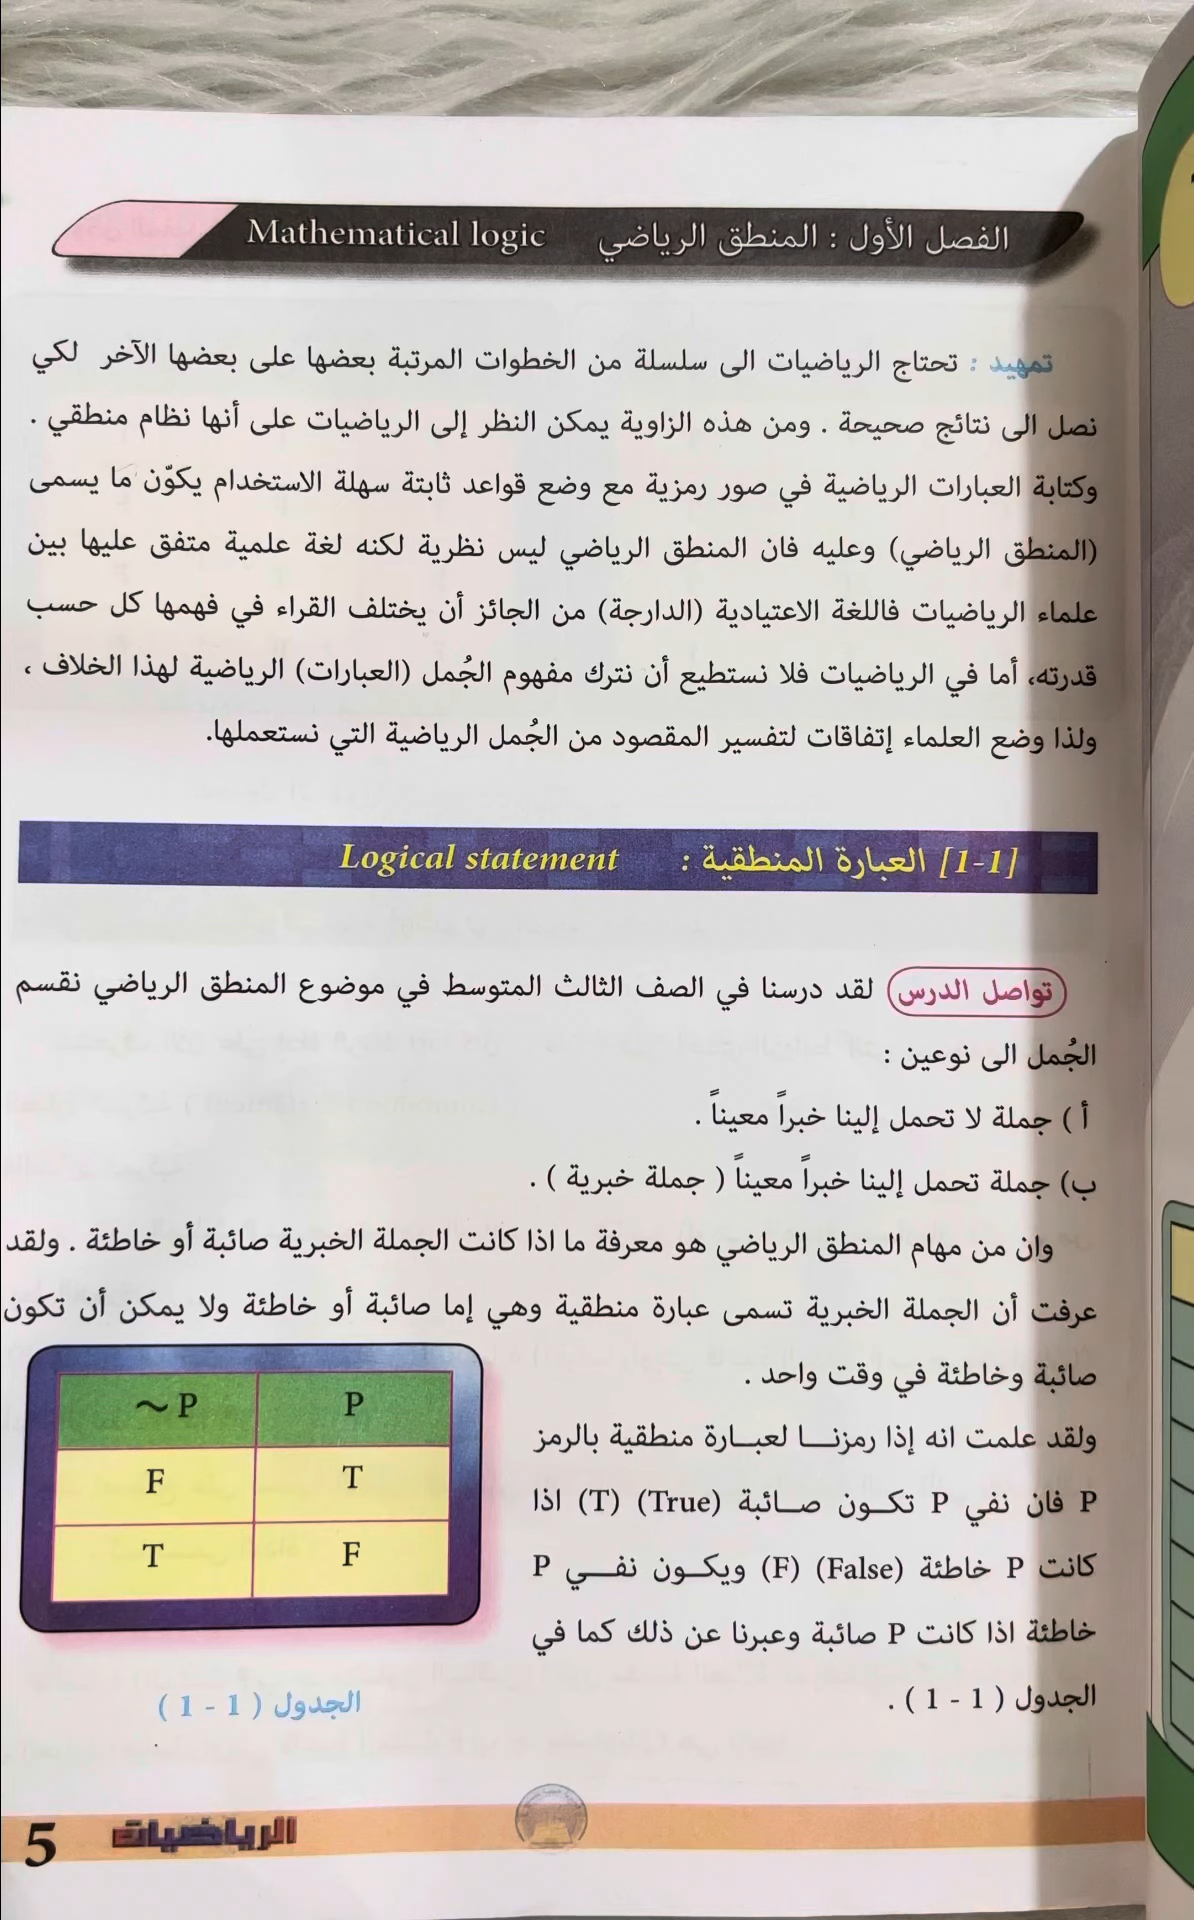 الفصل الأول : المنطق الرياضي Mathematical logic
تمهيد : تحتاج الرياضيات الى سلسلة من الخطوات المرتبة بعضها على بعضها الآخر لكي
نصل الى نتائج صحيحة . ومن هذه الزاوية يمكن النظر إلى الرياضيات على أنها نظام منطقي .
وكتابة العبارات الرياضية في صور رمزية مع وضع قواعد ثابتة سهلة الاستخدام يكوّن ما يسمى
(المنطق الرياضي) وعليه فان المنطق الرياضي ليس نظرية لكنه لغة علمية متفق عليها بين
علماء الرياضيات فاللغة الاعتيادية (الدارجة) من الجائز أن يختلف القراء في فهمها كل حسب
قدرته، أما في الرياضيات فلا نستطيع أن نترك مفهوم الجُمل (العبارات) الرياضية لهذا الخلاف ،
ولذا وضع العلماء إتفاقات لتفسير المقصود من الجُمل الرياضية التي نستعملها.
[1-1] العبارة المنطقية : Logical statement
تواصل الدرس لقد درسنا في الصف الثالث المتوسط في موضوع المنطق الرياضي نقسم
الجُمل الى نوعين :
أ ) جملة لا تحمل إلينا خبراً معيناً .
ب) جملة تحمل إلينا خبراً معيناً ( جملة خبرية ) .
وان من مهام المنطق الرياضي هو معرفة ما اذا كانت الجملة الخبرية صائبة أو خاطئة . ولقد
عرفت أن الجملة الخبرية تسمى عبارة منطقية وهي إما صائبة أو خاطئة ولا يمكن أن تكون
صائبة وخاطئة في وقت واحد .
ولقد علمت انه إذا رمزنا لعبارة منطقية بالرمز
P فان نفي P تكون صائبة (True) (T) اذا
كانت P خاطئة (False) (F) ويكون نفي P
خاطئة اذا كانت P صائبة وعبرنا عن ذلك كما في
الجدول ( 1 - 1 ) .
P ~P
T F
F T
الجدول ( 1 - 1 )
الرياضيات
5